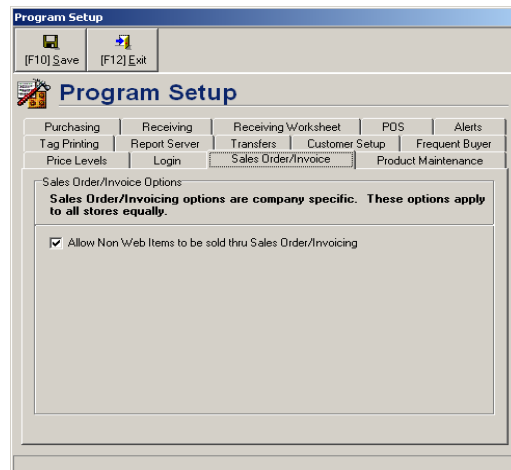 Program Setup
[F10] Save [F12] Exit
Program Setup
Purchasing Receiving Receiving Worksheet POS Alerts
Tag Printing Report Server Transfers Customer Setup Frequent Buyer
Price Levels Login Sales Order/Invoice Product Maintenance
Sales Order/Invoice Options
Sales Order/Invoicing options are company specific. These options apply
to all stores equally.
Allow Non Web Items to be sold thru Sales Order/Invoicing